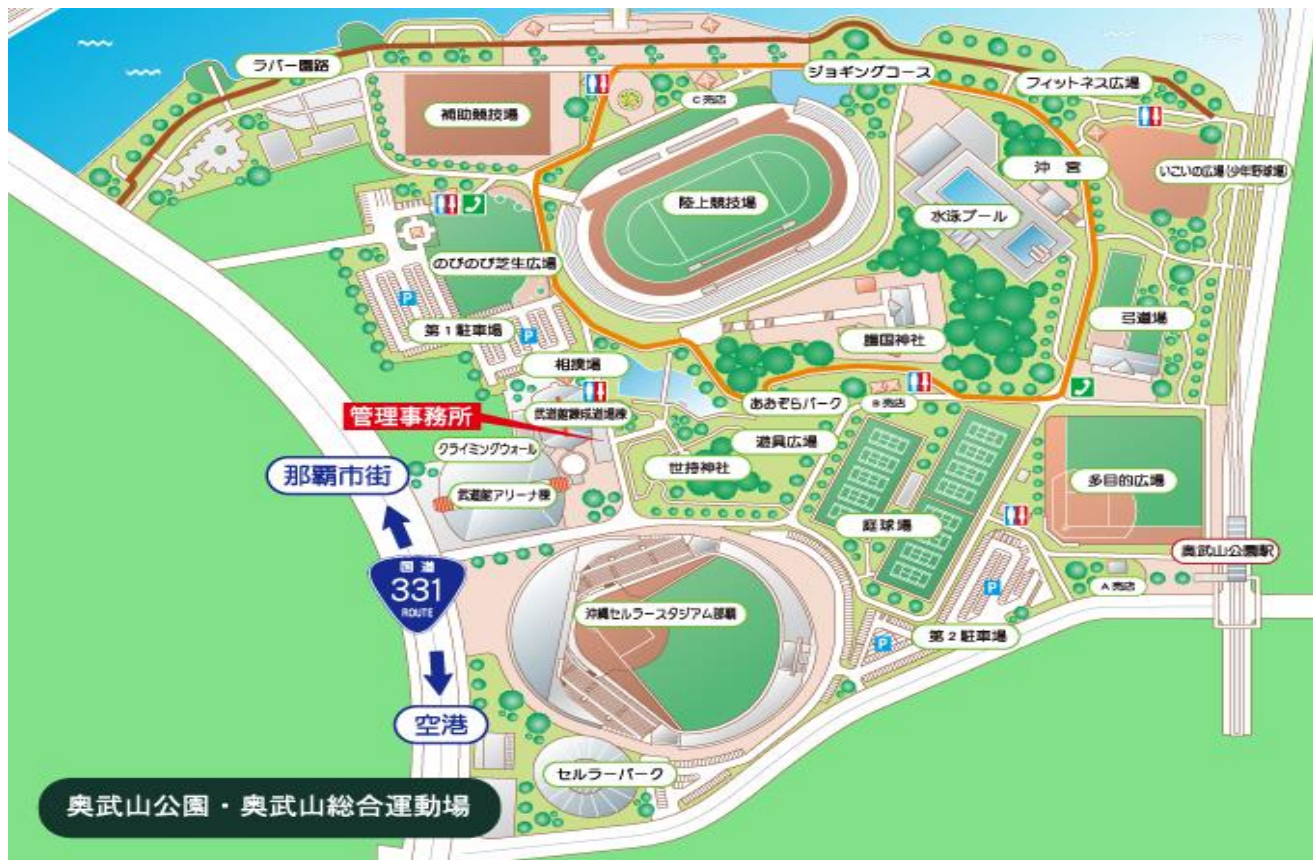 ラバー園路
ジョギングコース
フィットネス広場
補助競技場
C売店
沖宮
いこいの広場(少年野球場)
陸上競技場
水泳プール
のびのび芝生広場
P
第1駐車場
P
弓道場
護国神社
相撲場
あおぞらパーク
B売店
武道館錬成道場棟
管理事務所
遊具広場
クライミングウォール
世持神社
那覇市街
武道館アリーナ棟
多目的広場
庭球場
奥武山公園駅
国道
331
ROUTE
沖縄セルラースタジアム那覇
P
A売店
第2駐車場
P
空港
セルラーパーク
奥武山公園・奥武山総合運動場